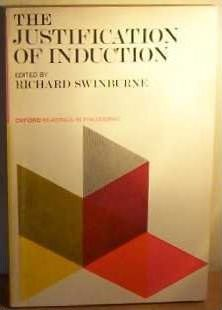 THE
JUSTIFICATION
OF INDUCTION
EDITED BY
RICHARD SWINBURNE
OXFORD READINGS IN PHILOSOPHY